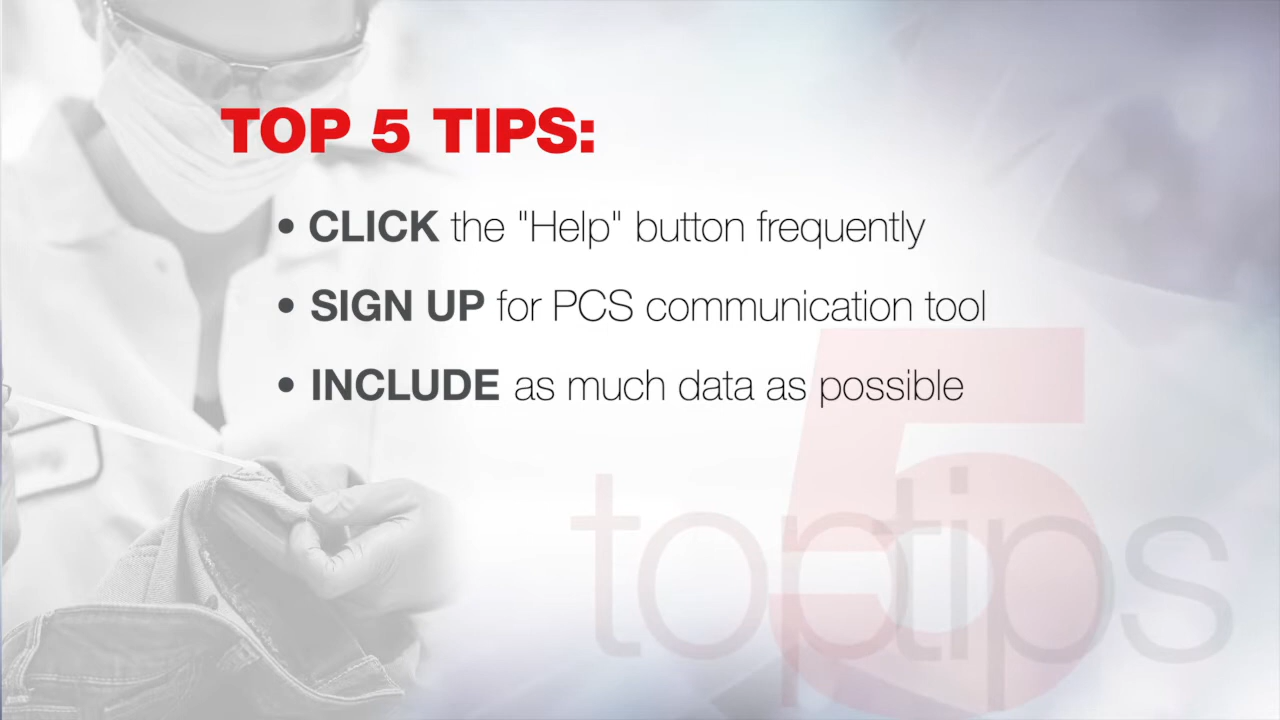 TOP 5 TIPS:
• CLICK the "Help" button frequently
• SIGN UP for PCS communication tool
• INCLUDE as much data as possible
5
toptips